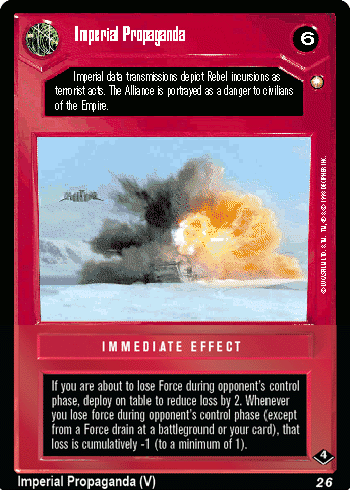 Imperial Propaganda
6
Imperial data transmissions depict Rebel incursions as
terrorist acts. The Alliance is portrayed as a danger to civilians
of the Empire.
IMMEDIATE EFFECT
If you are about to lose Force during opponent's control
phase, deploy on table to reduce loss by 2. Whenever
you lose force during opponent's control phase (except
from a Force drain at a battleground or your card), that
loss is cumulatively -1 (to a minimum of 1).
4
Imperial Propaganda (V)
26